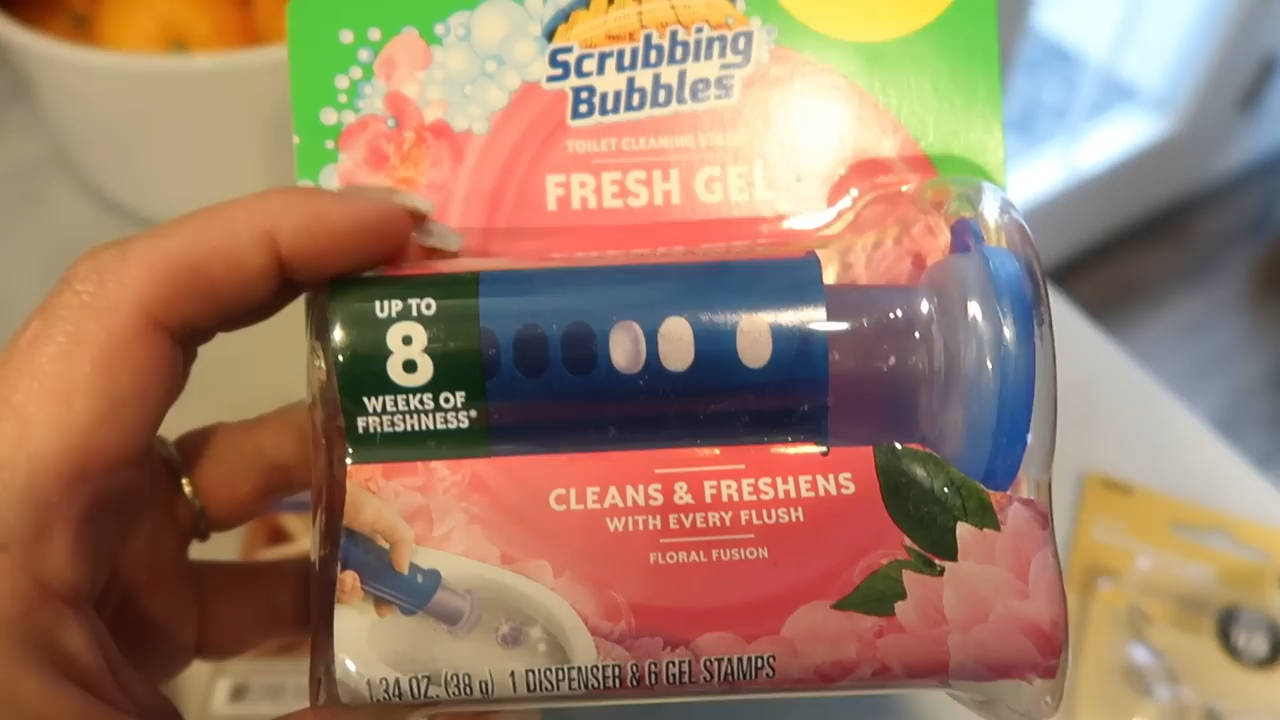 Scrubbing
Bubbles
TOILET CLEANING STAMP
FRESH GEL
UP TO
8
WEEKS OF
FRESHNESS*
CLEANS & FRESHENS
WITH EVERY FLUSH
FLORAL FUSION
1.34 OZ. (38 g) 1 DISPENSER & 6 GEL STAMPS